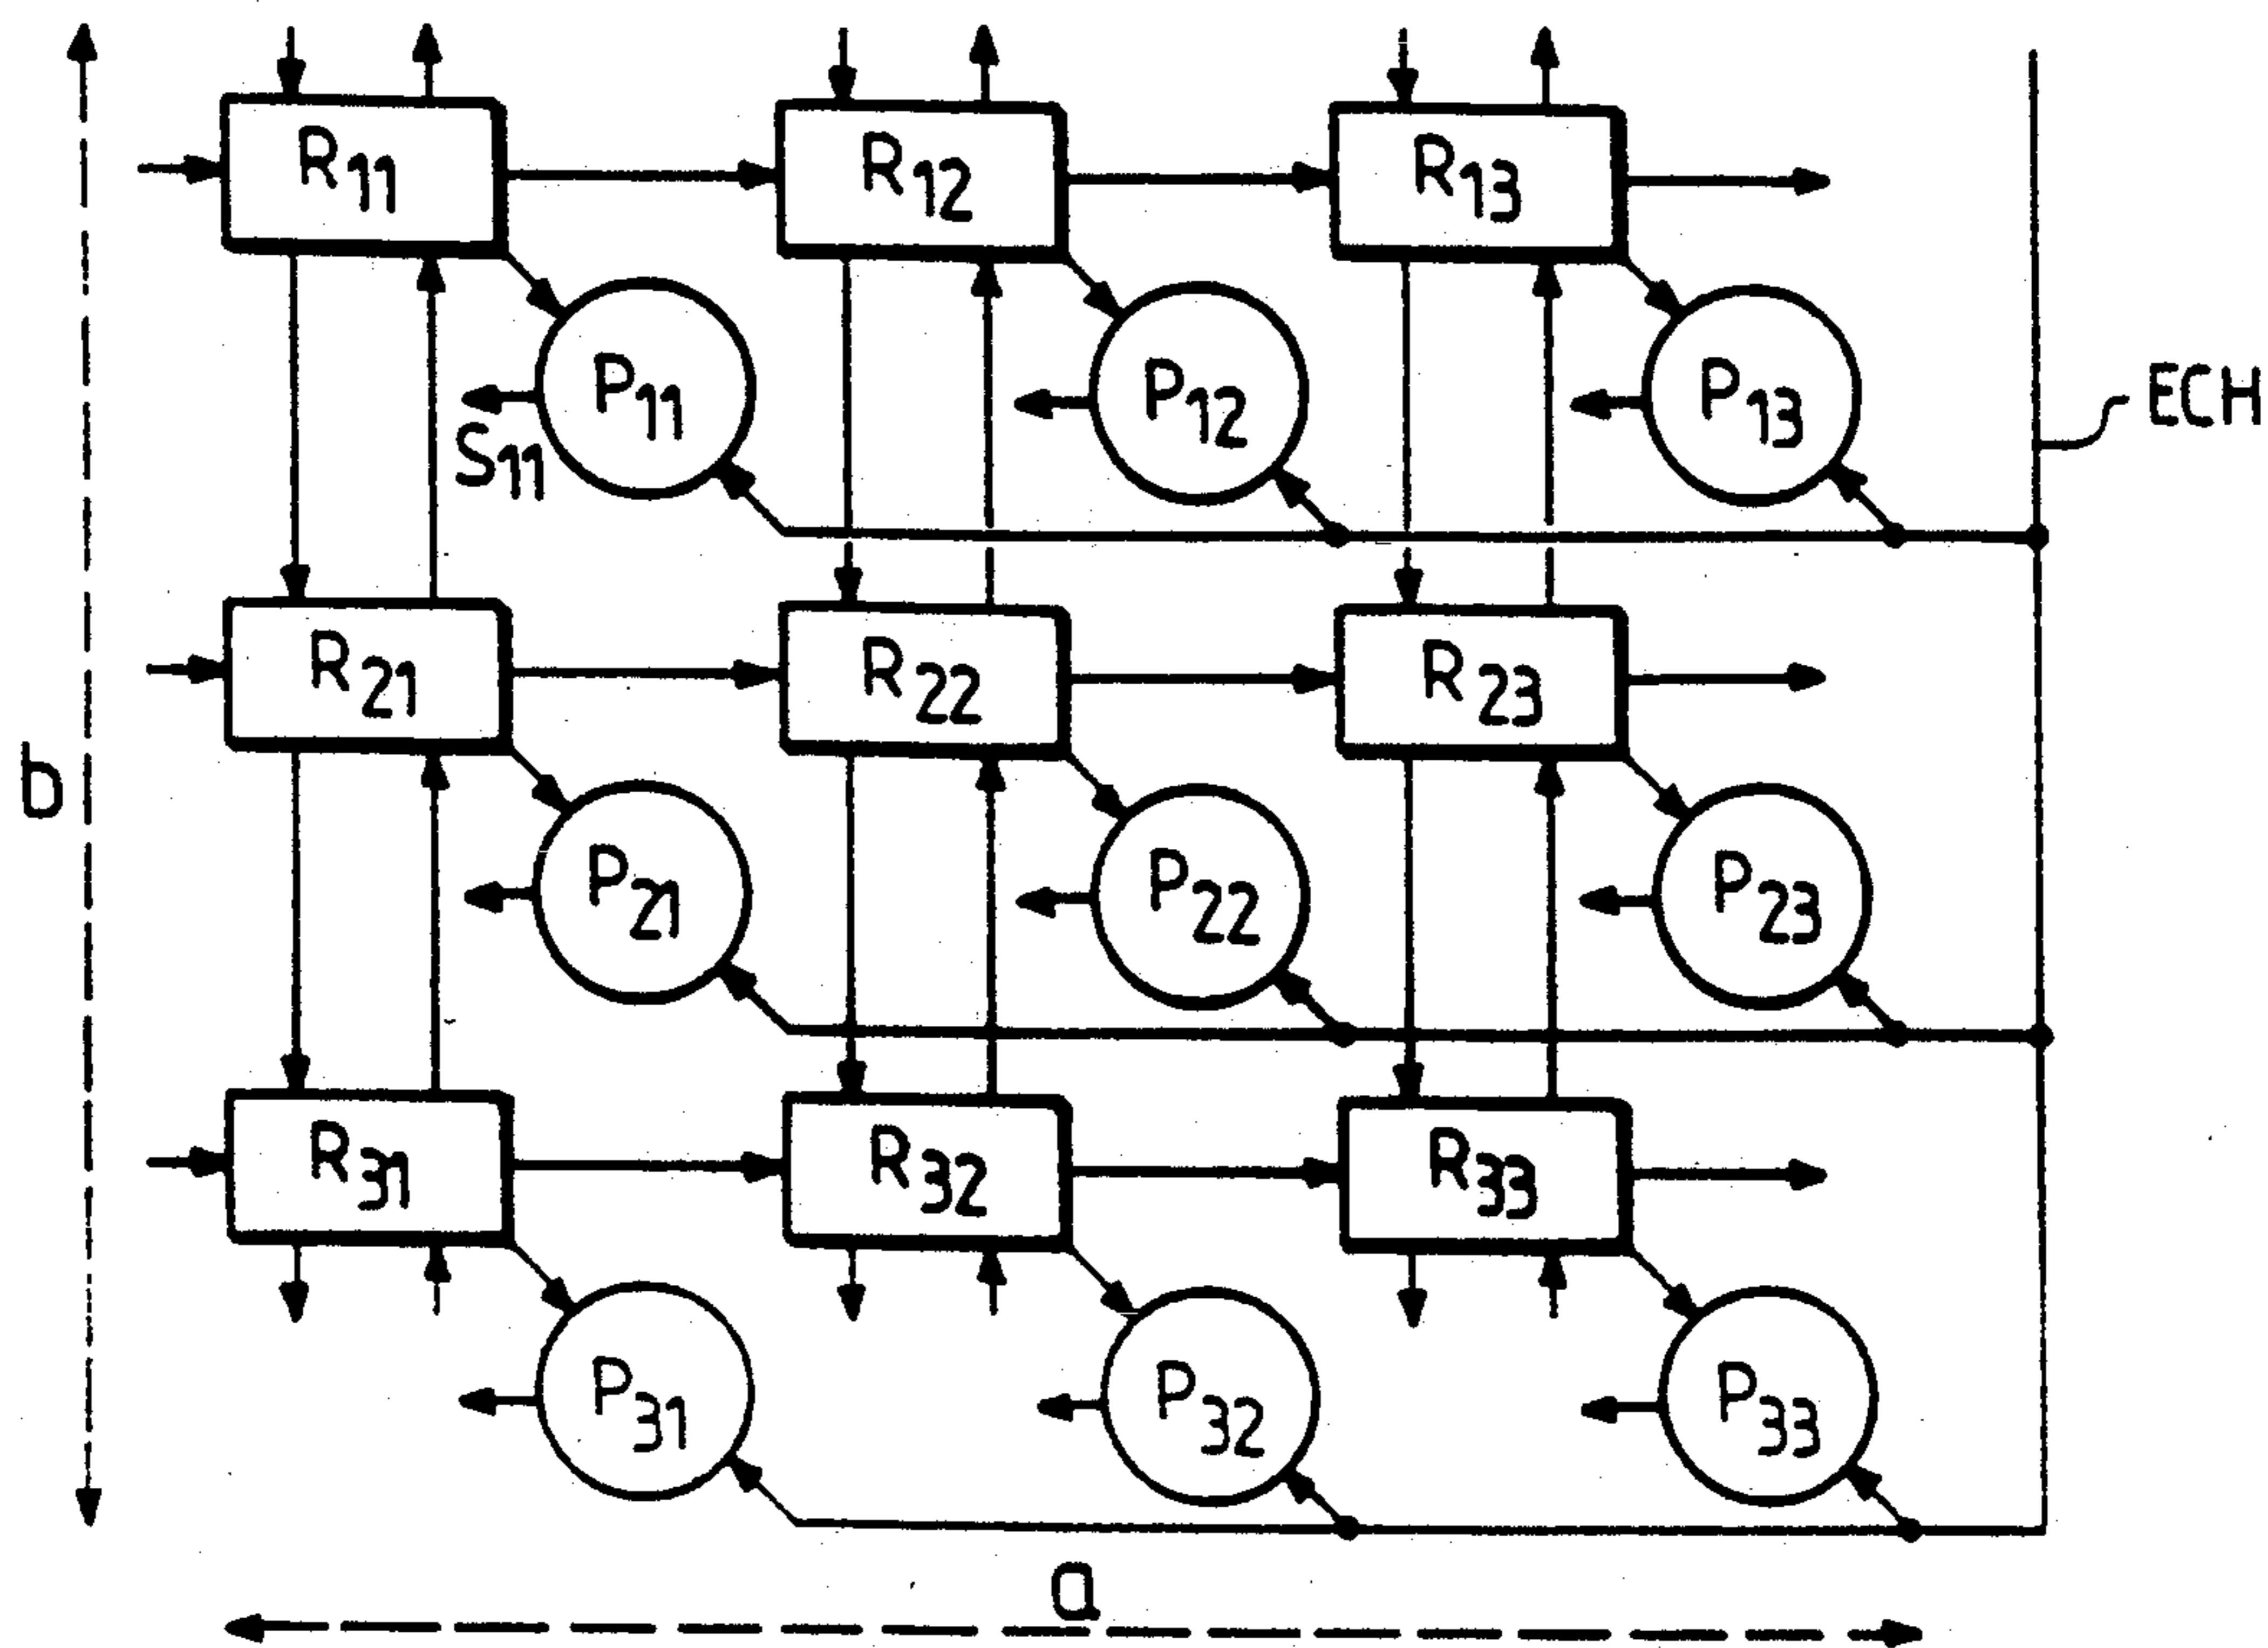 R11 R12 R13
P11 P12 P13 ECH
S11
R21 R22 R23
b
P21 P22 P23
R31 R32 R33
P31 P32 P33
a